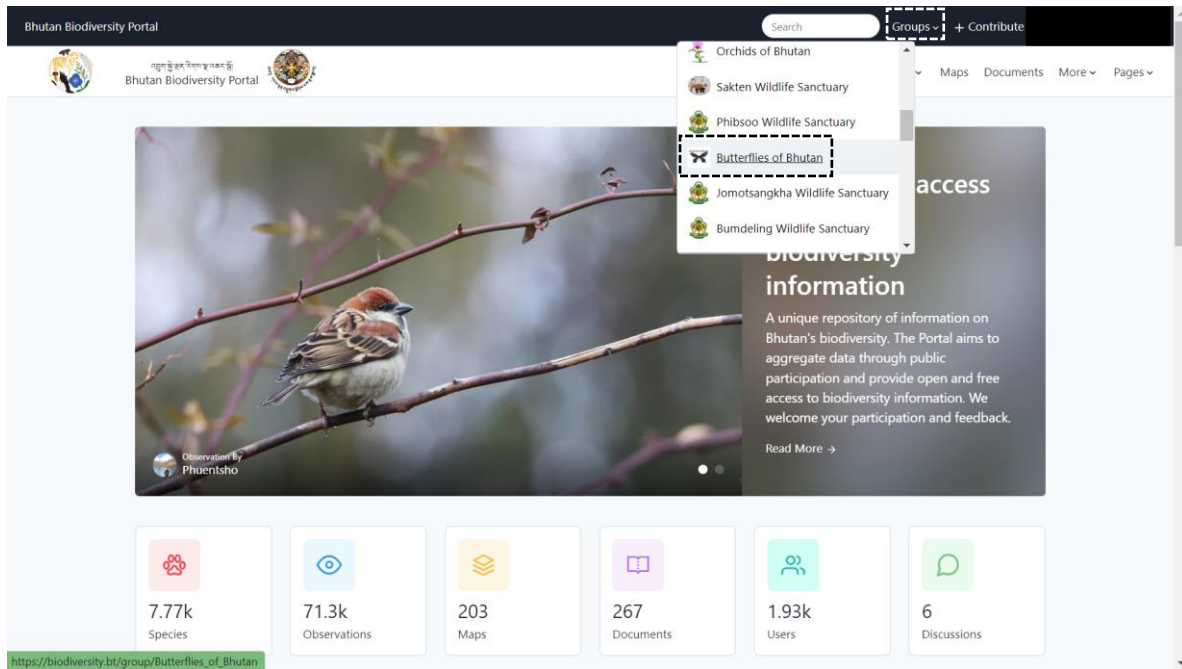 Bhutan Biodiversity Portal
Search
Groups
+ Contribute
Bhutan Biodiversity Portal
Maps
Documents
More
Pages
Orchids of Bhutan
Sakten Wildlife Sanctuary
Phibsoo Wildlife Sanctuary
Butterflies of Bhutan
Jomotsangkha Wildlife Sanctuary
Bumdeling Wildlife Sanctuary
access
biodiversity
information
A unique repository of information on
Bhutan's biodiversity. The Portal aims to
aggregate data through public
participation and provide open and free
access to biodiversity information. We
welcome your participation and feedback.
Read More →
Observation By
Phuentsho
7.77k
Species
71.3k
Observations
203
Maps
267
Documents
1.93k
Users
6
Discussions
https://biodiversity.bt/group/Butterflies_of_Bhutan